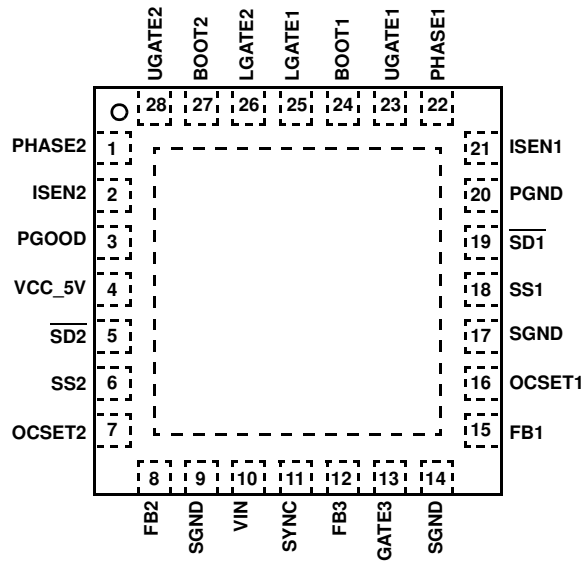 UGATE2 BOOT2 LGATE2 LGATE1 BOOT1 UGATE1 PHASE1
28 27 26 25 24 23 22
PHASE2 1 21 ISEN1
ISEN2 2 20 PGND
PGOOD 3 19 S̅D̅1̅
VCC_5V 4 18 SS1
S̅D̅2̅ 5 17 SGND
SS2 6 16 OCSET1
OCSET2 7 15 FB1
8 9 10 11 12 13 14
FB2 SGND VIN SYNC FB3 GATE3 SGND